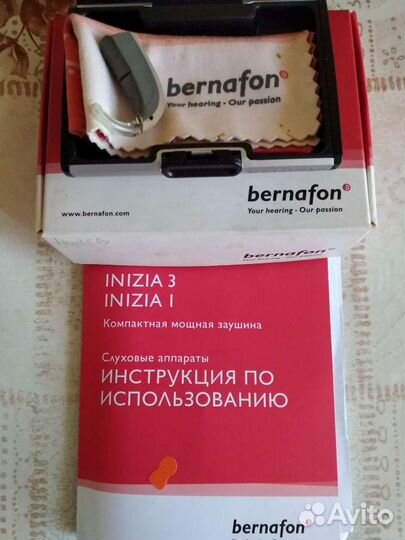 bernafon
Your hearing • Our passion
bernafon
Your hearing • Our passion
www.bernafon.com
bernafon
INIZIA 3
INIZIA 1
Компактная мощная заушина
Слуховые аппараты
ИНСТРУКЦИЯ ПО
ИСПОЛЬЗОВАНИЮ
bernafon
Avito